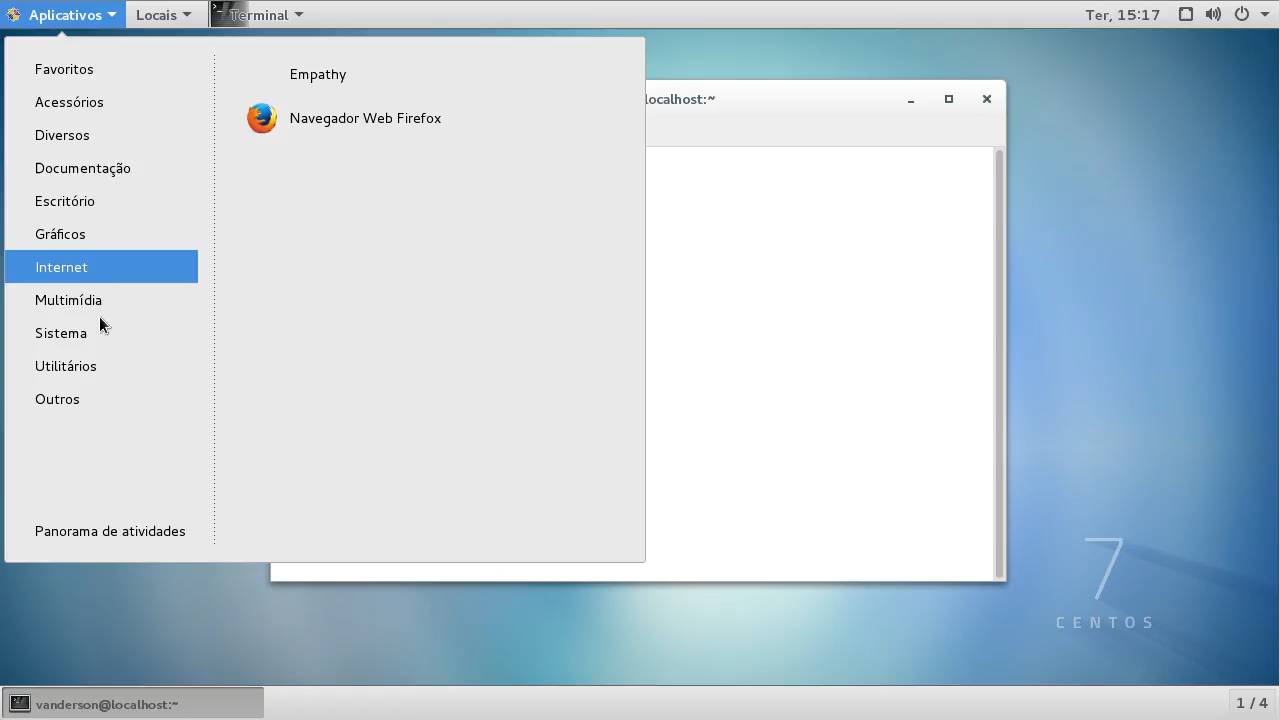 Aplicativos
Locais
Terminal
Ter, 15:17
Favoritos
Acessórios
Diversos
Documentação
Escritório
Gráficos
Internet
Multimídia
Sistema
Utilitários
Outros
Panorama de atividades
Empathy
Navegador Web Firefox
localhost:~
7
CENTOS
vanderson@localhost:~
1 / 4